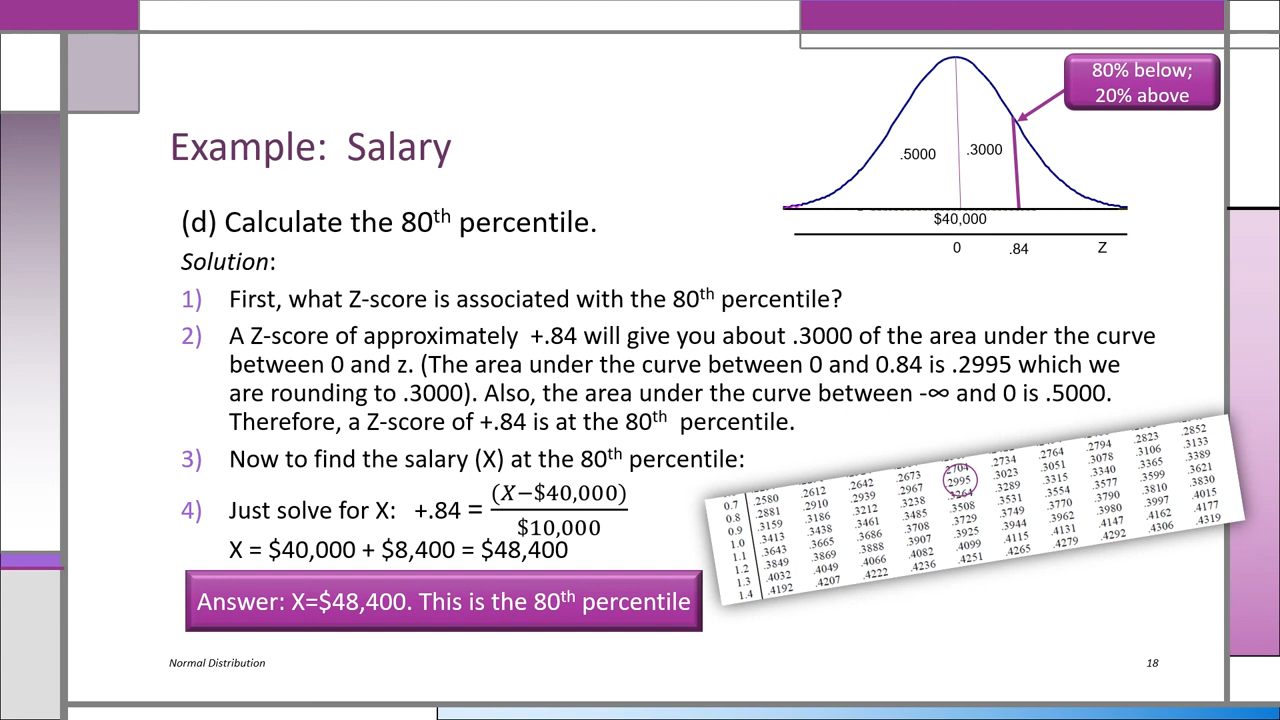 80% below;
20% above
.5000
.3000
$40,000
0
.84
Z
Example: Salary
(d) Calculate the 80th percentile.
Solution:
1) First, what Z-score is associated with the 80th percentile?
2) A Z-score of approximately +.84 will give you about .3000 of the area under the curve
between 0 and z. (The area under the curve between 0 and 0.84 is .2995 which we
are rounding to .3000). Also, the area under the curve between -∞ and 0 is .5000.
Therefore, a Z-score of +.84 is at the 80th percentile.
3) Now to find the salary (X) at the 80th percentile:
4) Just solve for X: +.84 = (X−$40,000)
$10,000
X = $40,000 + $8,400 = $48,400
Answer: X=$48,400. This is the 80th percentile
0.7 .2580 .2612 .2642 .2673 .2704 .2734 .2764 .2794 .2823 .2852
0.8 .2881 .2910 .2939 .2967 .2995 .3023 .3051 .3078 .3106 .3133
0.9 .3159 .3186 .3212 .3238 .3264 .3289 .3315 .3340 .3365 .3389
1.0 .3413 .3438 .3461 .3485 .3508 .3531 .3554 .3577 .3599 .3621
1.1 .3643 .3665 .3686 .3708 .3729 .3749 .3770 .3790 .3810 .3830
1.2 .3849 .3869 .3888 .3907 .3925 .3944 .3962 .3980 .3997 .4015
1.3 .4032 .4049 .4066 .4082 .4099 .4115 .4131 .4147 .4162 .4177
1.4 .4192 .4207 .4222 .4236 .4251 .4265 .4279 .4292 .4306 .4319
Normal Distribution
18